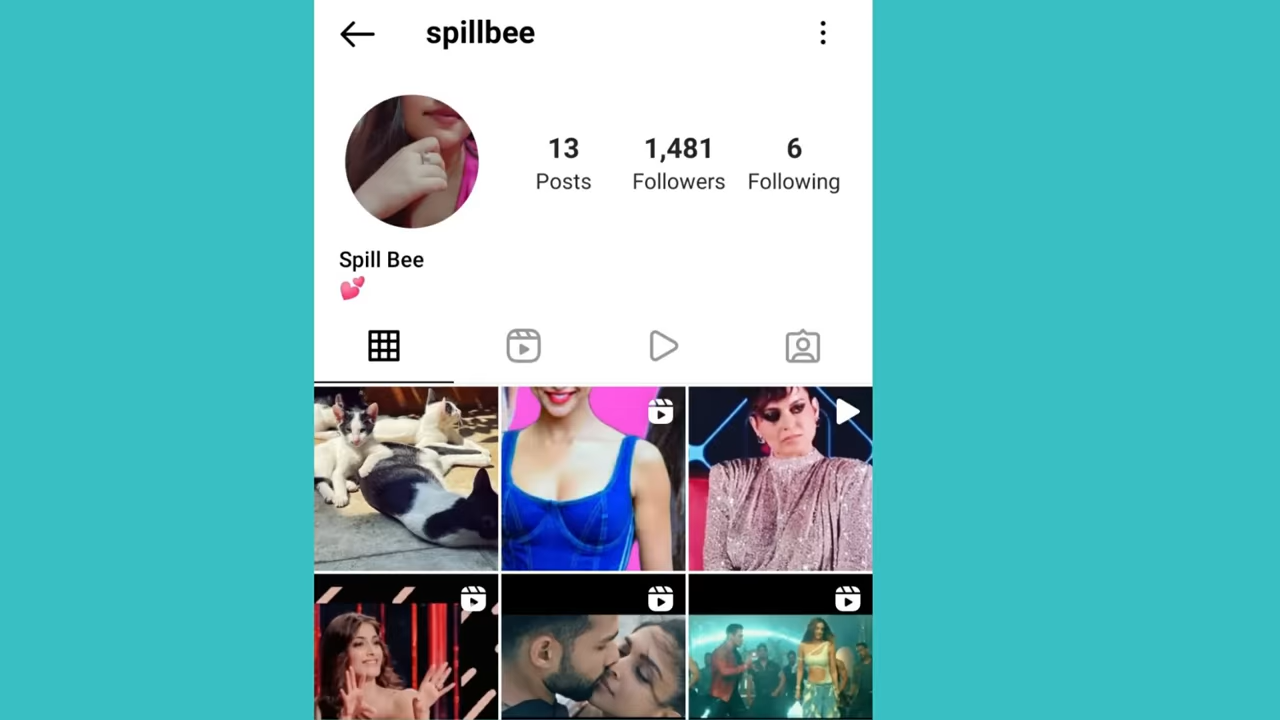 spillbee
13 1,481 6
Posts Followers Following
Spill Bee
💕